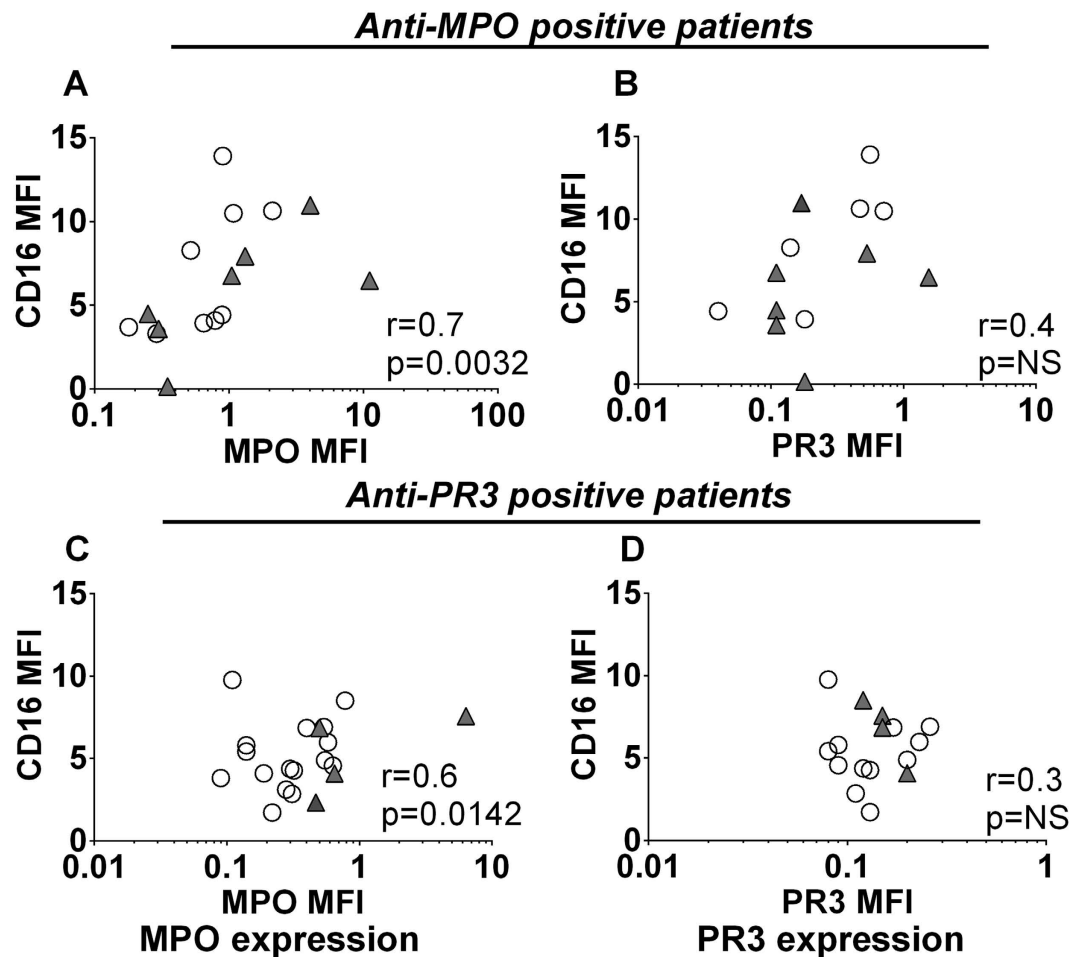 Anti-MPO positive patients
A
B
15
10
5
0
CD16 MFI
r=0.7
p=0.0032
0.1 1 10 100
MPO MFI
15
10
5
0
CD16 MFI
r=0.4
p=NS
0.01 0.1 1 10
PR3 MFI
Anti-PR3 positive patients
C
D
15
10
5
0
CD16 MFI
r=0.6
p=0.0142
0.01 0.1 1 10
MPO MFI
MPO expression
15
10
5
0
CD16 MFI
r=0.3
p=NS
0.01 0.1 1
PR3 MFI
PR3 expression